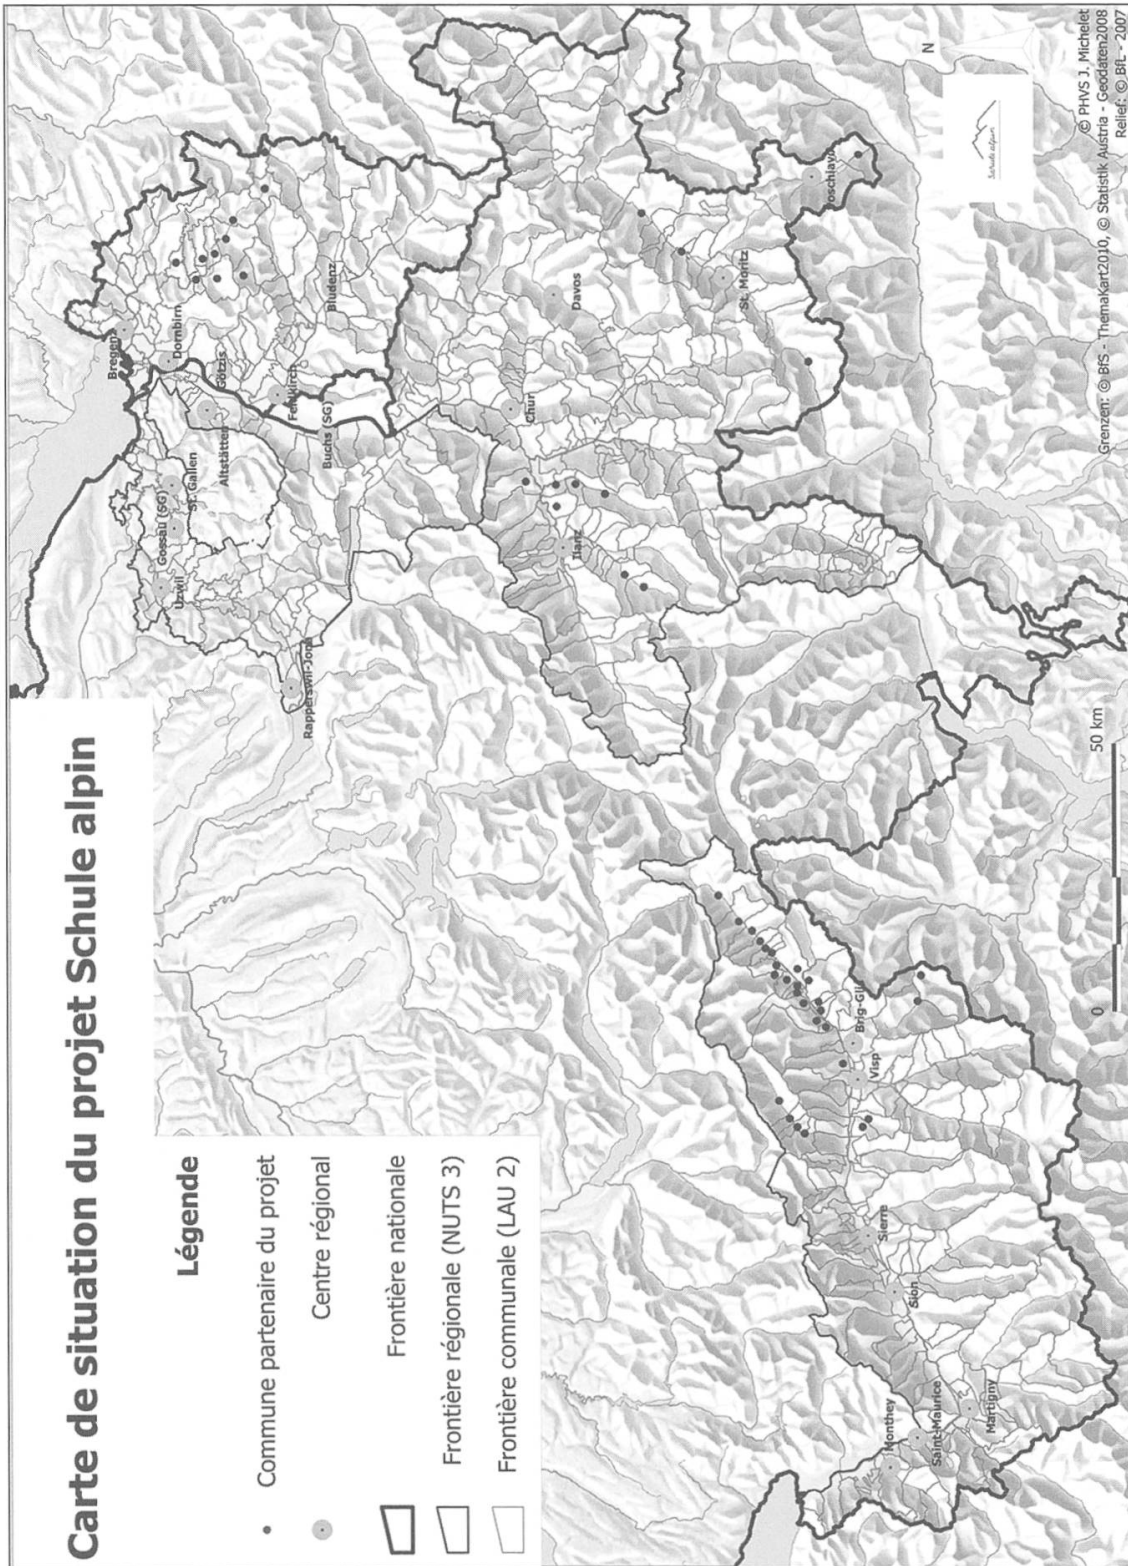 Carte de situation du projet Schule alpin
Légende
Commune partenaire du projet
Centre régional
Frontière nationale
Frontière régionale (NUTS 3)
Frontière communale (LAU 2)
Bregenz
Dornbirn
Götzis
Feldkirch
Bludenz
Uzwil
Gossau (SG)
St. Gallen
Altstätten
Buchs (SG)
Rapperswil-Jona
Chur
Davos
Ilanz
St. Moritz
Poschiavo
Brig-Glis
Visp
Sierre
Sion
Monthey
Saint-Maurice
Martigny
0 50 km
N
Schule alpin
© PHVS J. Michelet
Grenzen: © BfS - ThemaKart2010, © Statistik Austria - Geodaten2008
Relief: © BfL - 2007